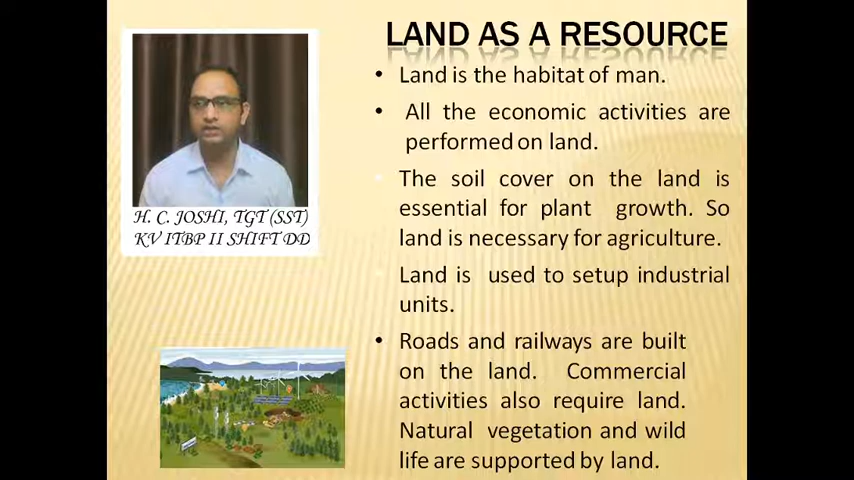 LAND AS A RESOURCE
• Land is the habitat of man.
• All the economic activities are
performed on land.
The soil cover on the land is
essential for plant growth. So
land is necessary for agriculture.
Land is used to setup industrial
units.
• Roads and railways are built
on the land. Commercial
activities also require land.
Natural vegetation and wild
life are supported by land.
H. C. JOSHI, TGT (SST)
KV ITBP II SHIFT DD